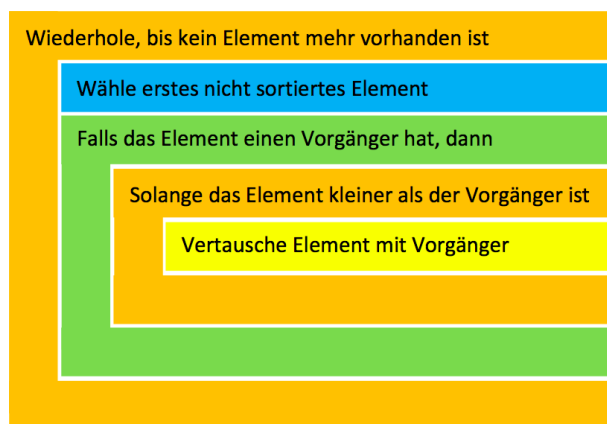 Wiederhole, bis kein Element mehr vorhanden ist
Wähle erstes nicht sortiertes Element
Falls das Element einen Vorgänger hat, dann
Solange das Element kleiner als der Vorgänger ist
Vertausche Element mit Vorgänger